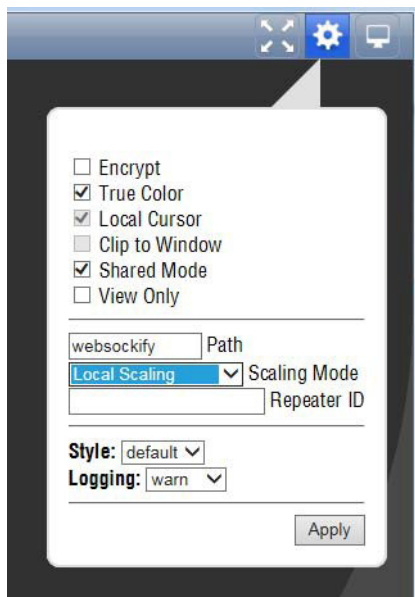 Encrypt
True Color
Local Cursor
Clip to Window
Shared Mode
View Only
websockify Path
Local Scaling Scaling Mode
Repeater ID
Style: default
Logging: warn
Apply